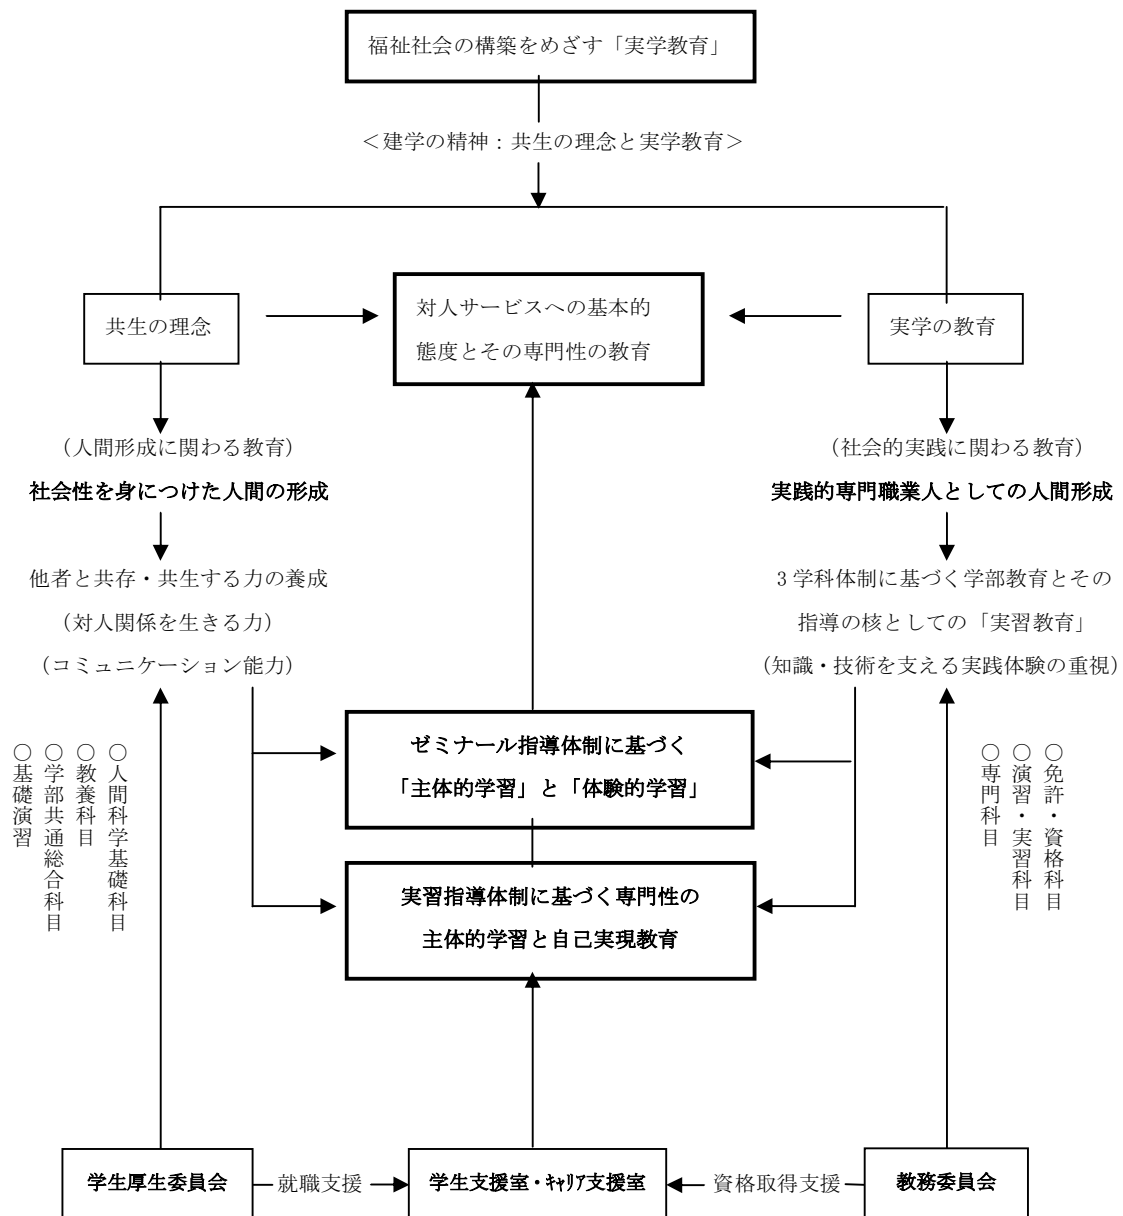 福祉社会の構築をめざす「実学教育」
＜建学の精神：共生の理念と実学教育＞
共生の理念
対人サービスへの基本的
態度とその専門性の教育
実学の教育
（人間形成に関わる教育）
社会性を身につけた人間の形成
（社会的実践に関わる教育）
実践的専門職業人としての人間形成
他者と共存・共生する力の養成
（対人関係を生きる力）
（コミュニケーション能力）
3 学科体制に基づく学部教育とその
指導の核としての「実習教育」
（知識・技術を支える実践体験の重視）
ゼミナール指導体制に基づく
「主体的学習」と「体験的学習」
○人間科学基礎科目
○教養科目
○学部共通総合科目
○基礎演習
○免許・資格科目
○演習・実習科目
○専門科目
実習指導体制に基づく専門性の
主体的学習と自己実現教育
学生厚生委員会
就職支援
学生支援室・ｷｬﾘｱ支援室
資格取得支援
教務委員会